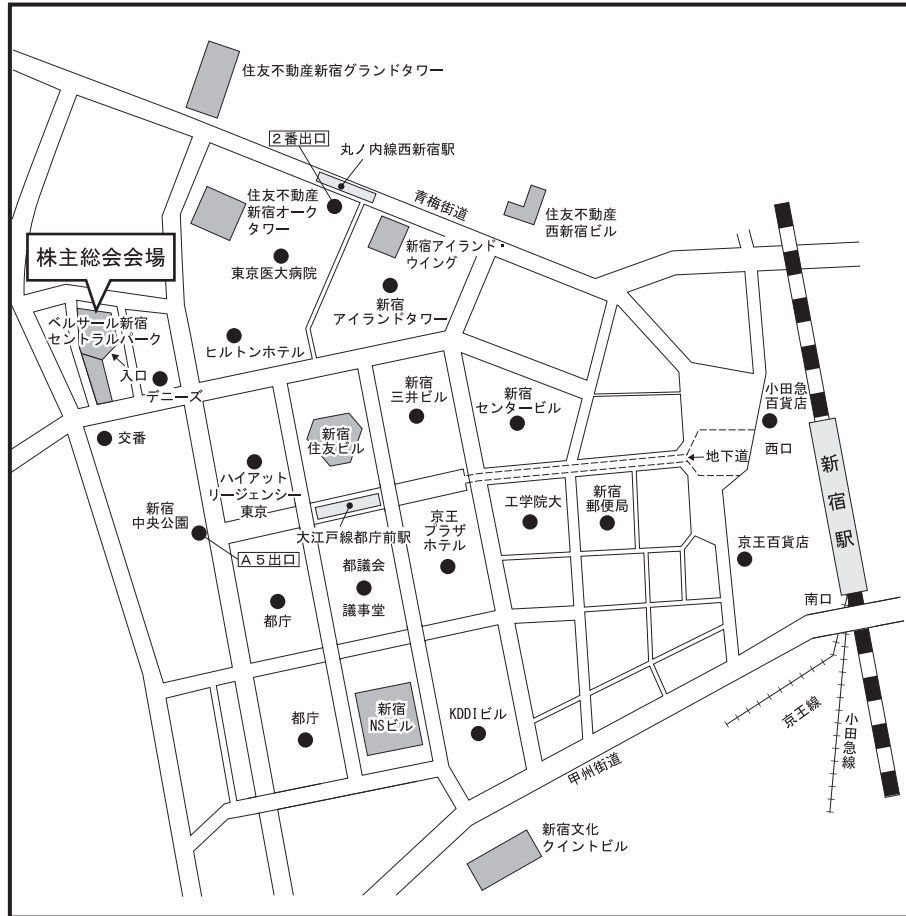 住友不動産新宿グランドタワー
2番出口
丸ノ内線西新宿駅
青梅街道
住友不動産
新宿オーク
タワー
住友不動産
西新宿ビル
新宿アイランド・
ウイング
株主総会会場
東京医大病院
新宿
アイランドタワー
ベルサール新宿
セントラルパーク
入口
ヒルトンホテル
デニーズ
新宿
三井ビル
新宿
センタービル
小田急
百貨店
西口
新宿
住友ビル
交番
地下道
新宿駅
ハイアット
リージェンシー
東京
新宿
中央公園
大江戸線都庁前駅
京王
プラザ
ホテル
工学院大
新宿
郵便局
京王百貨店
A5出口
都議会
議事堂
都庁
南口
都庁
新宿
NSビル
KDDIビル
京王線
小田急線
甲州街道
新宿文化
クイントビル